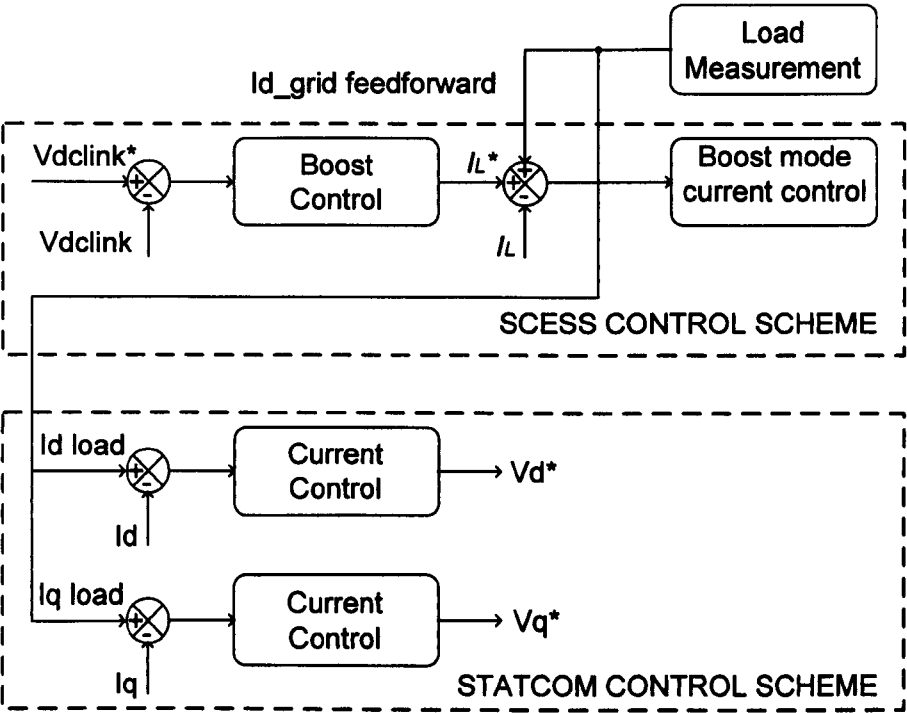 Load
Measurement
Id_grid feedforward
Vdclink*
+
-
Vdclink
Boost
Control
IL*
+
+
-
IL
Boost mode
current control
SCESS CONTROL SCHEME
Id load
+
-
Id
Current
Control
Vd*
Iq load
+
-
Iq
Current
Control
Vq*
STATCOM CONTROL SCHEME